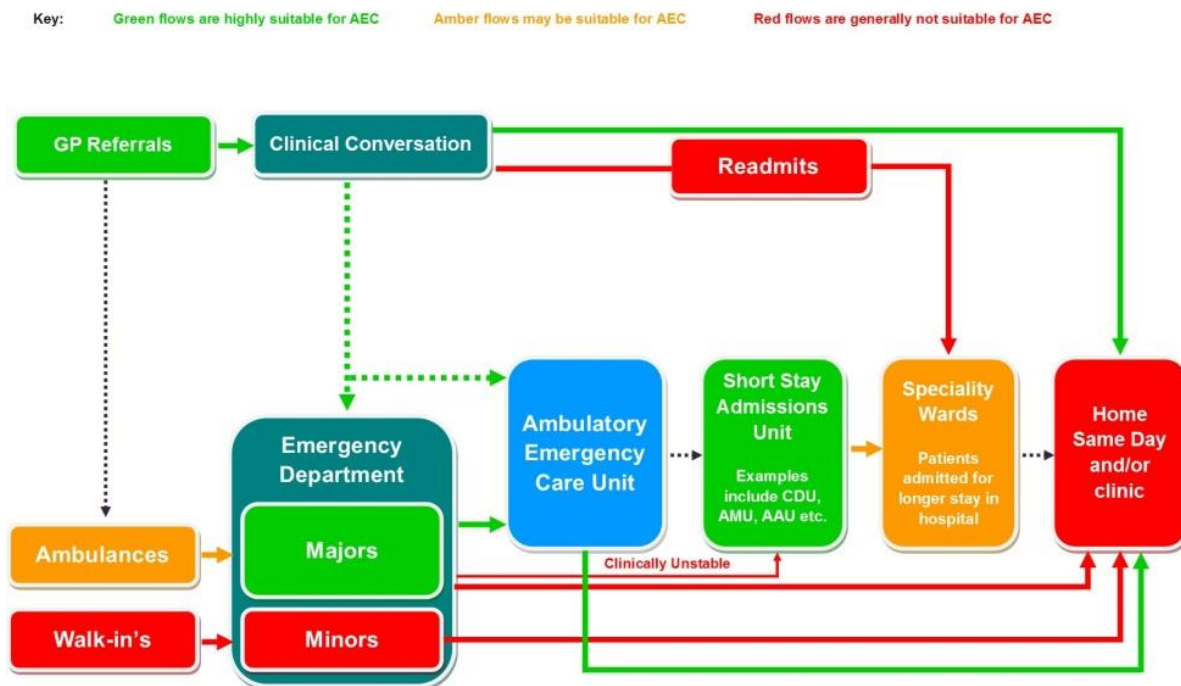 Key: Green flows are highly suitable for AEC Amber flows may be suitable for AEC Red flows are generally not suitable for AEC
GP Referrals
Clinical Conversation
Readmits
Ambulatory
Emergency
Care Unit
Short Stay
Admissions
Unit
Examples
include CDU,
AMU, AAU etc.
Speciality
Wards
Patients
admitted for
longer stay in
hospital
Home
Same Day
and/or
clinic
Emergency
Department
Ambulances
Majors
Clinically Unstable
Walk-in's
Minors